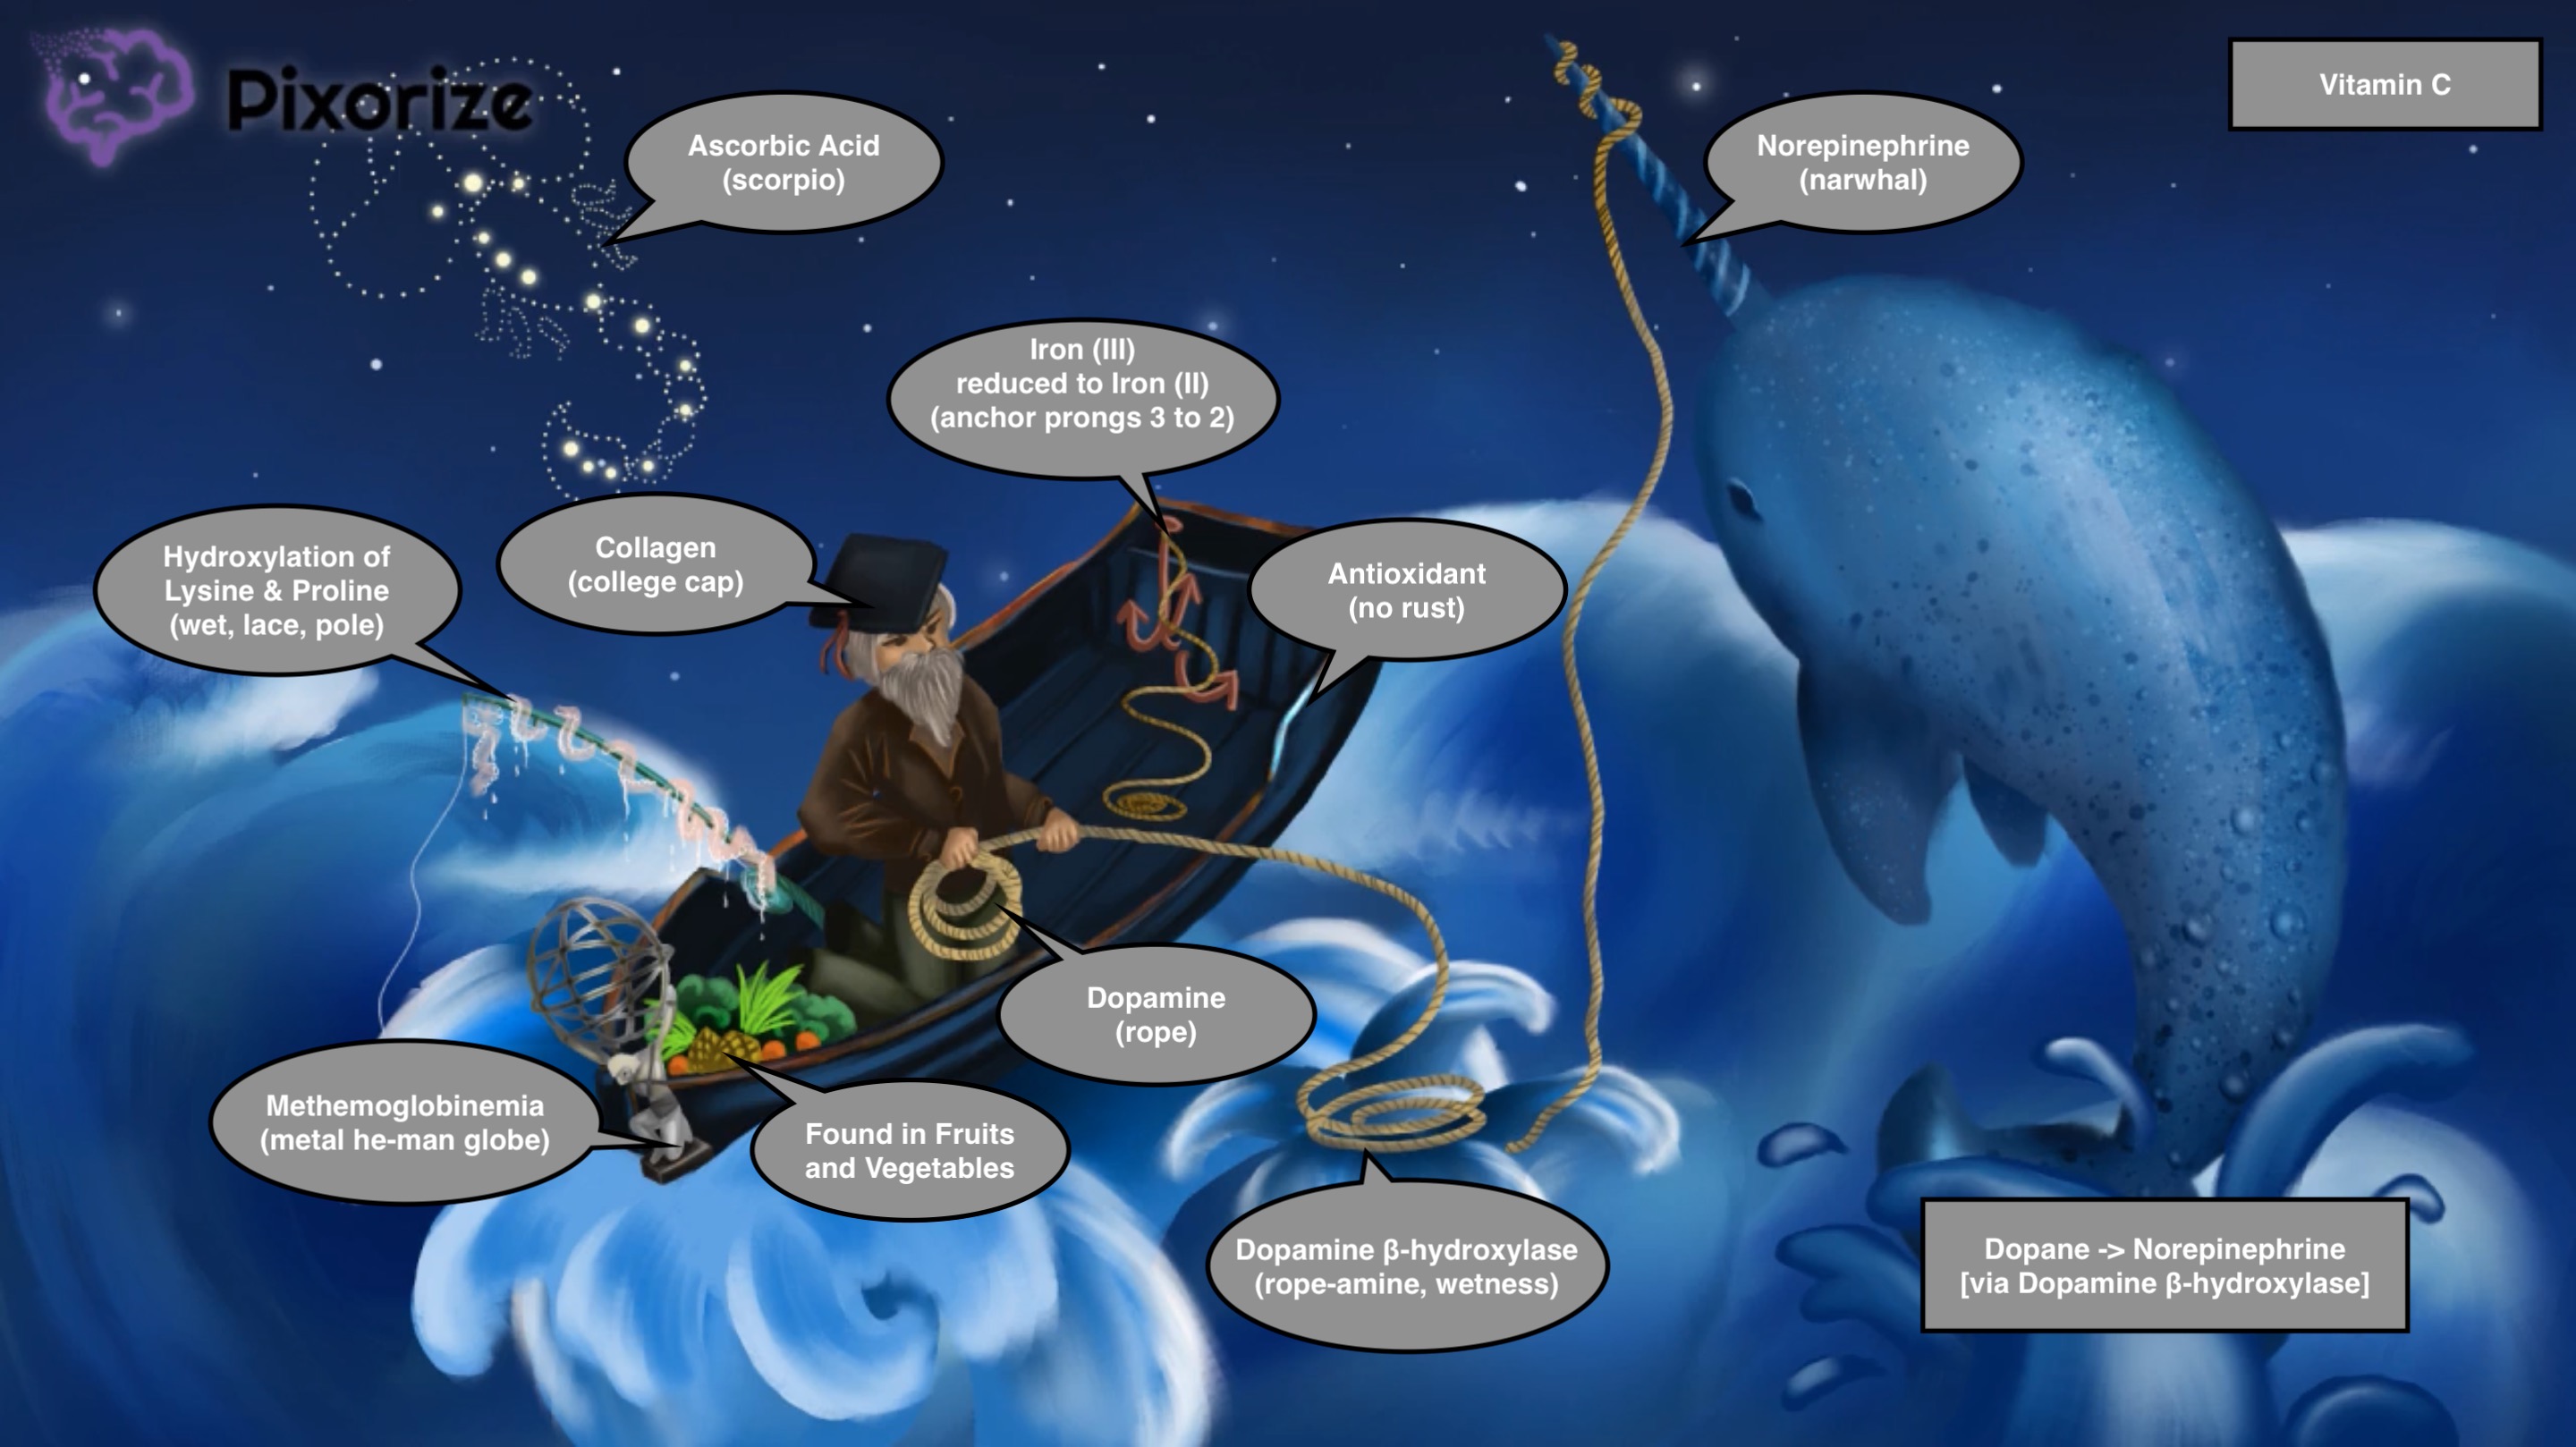 Pixorize
Vitamin C
Ascorbic Acid
(scorpio)
Norepinephrine
(narwhal)
Iron (III)
reduced to Iron (II)
(anchor prongs 3 to 2)
Hydroxylation of
Lysine & Proline
(wet, lace, pole)
Collagen
(college cap)
Antioxidant
(no rust)
Dopamine
(rope)
Methemoglobinemia
(metal he-man globe)
Found in Fruits
and Vegetables
Dopamine β-hydroxylase
(rope-amine, wetness)
Dopane -> Norepinephrine
[via Dopamine β-hydroxylase]